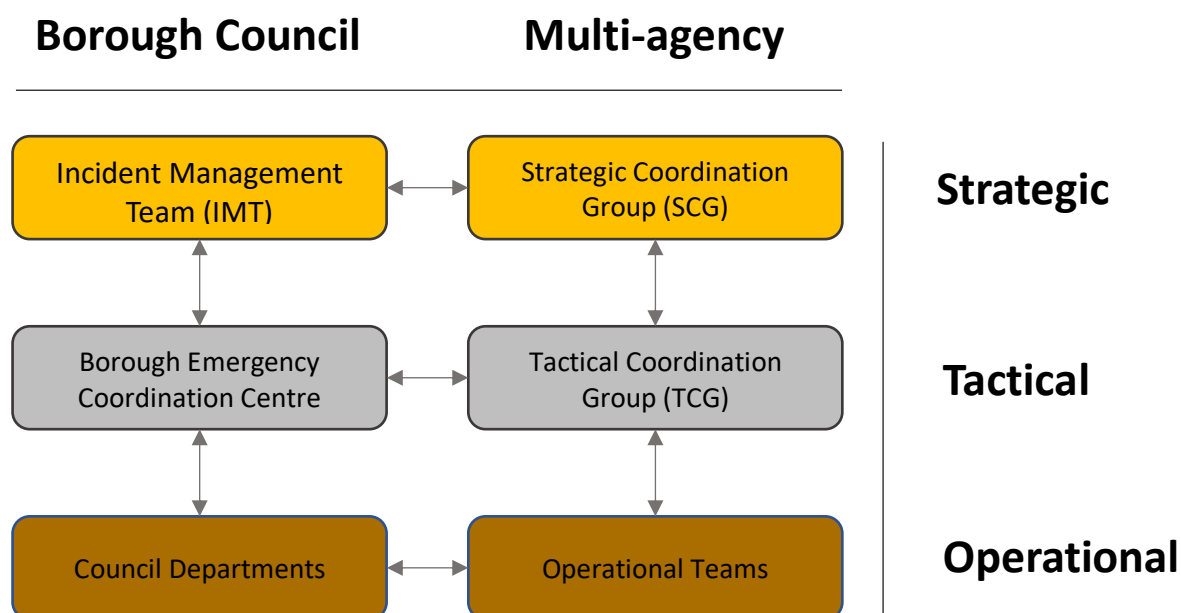 Borough Council
Multi-agency
Incident Management
Team (IMT)
Strategic Coordination
Group (SCG)
Strategic
Borough Emergency
Coordination Centre
Tactical Coordination
Group (TCG)
Tactical
Council Departments
Operational Teams
Operational